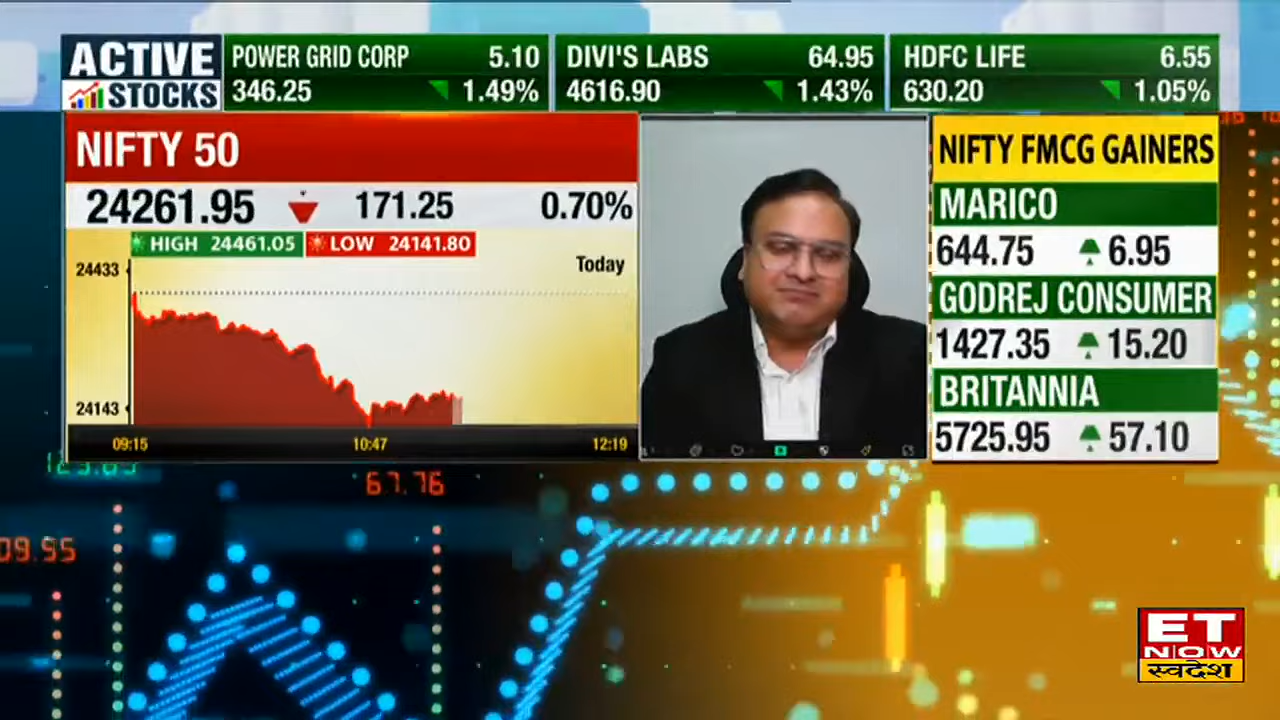 ACTIVE
STOCKS
POWER GRID CORP 5.10
346.25 1.49%
DIVI'S LABS 64.95
4616.90 1.43%
HDFC LIFE 6.55
630.20 1.05%
NIFTY 50
24261.95 171.25 0.70%
HIGH 24461.05 LOW 24141.80
Today
24433
24143
09:15 10:47 12:19
NIFTY FMCG GAINERS
MARICO
644.75 6.95
GODREJ CONSUMER
1427.35 15.20
BRITANNIA
5725.95 57.10
67.76
09.95
ET
NOW
स्वदेश